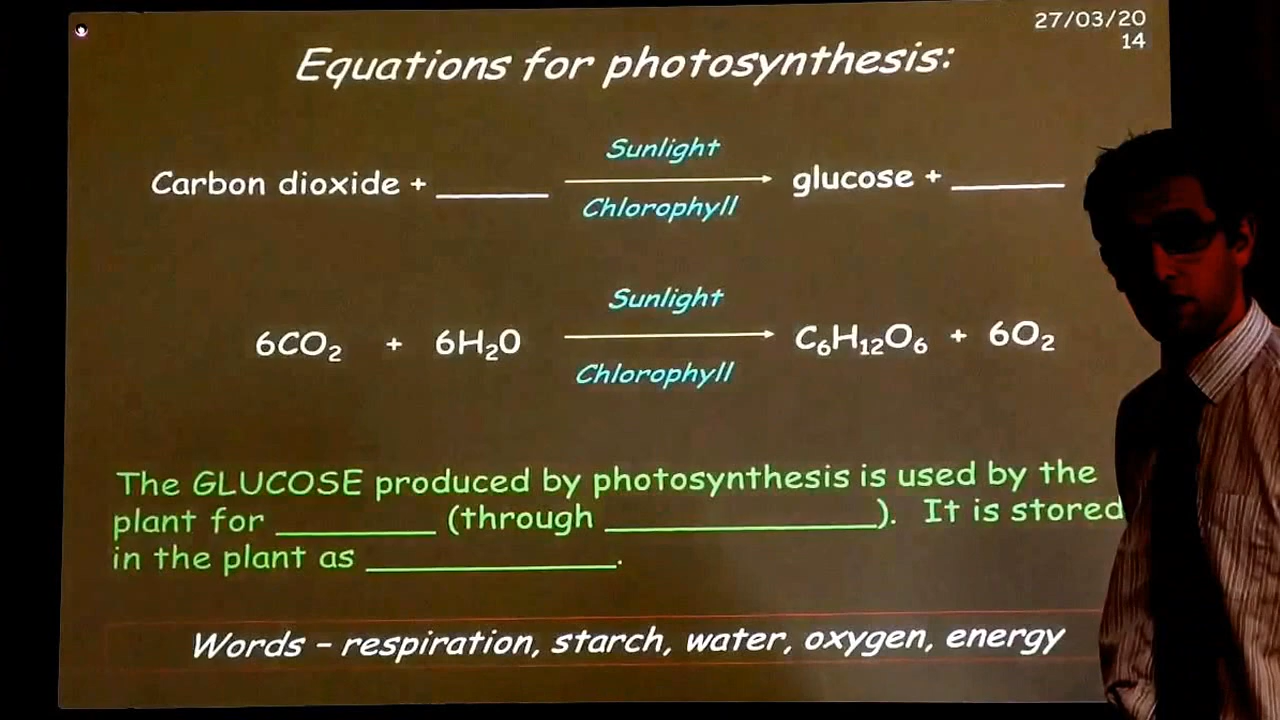 27/03/20
14
Equations for photosynthesis:
Sunlight
Carbon dioxide + ______ glucose + ______
Chlorophyll
Sunlight
6CO₂ + 6H₂0 C₆H₁₂O₆ + 6O₂
Chlorophyll
The GLUCOSE produced by photosynthesis is used by the
plant for ________ (through ______________). It is stored
in the plant as _____________.
Words – respiration, starch, water, oxygen, energy